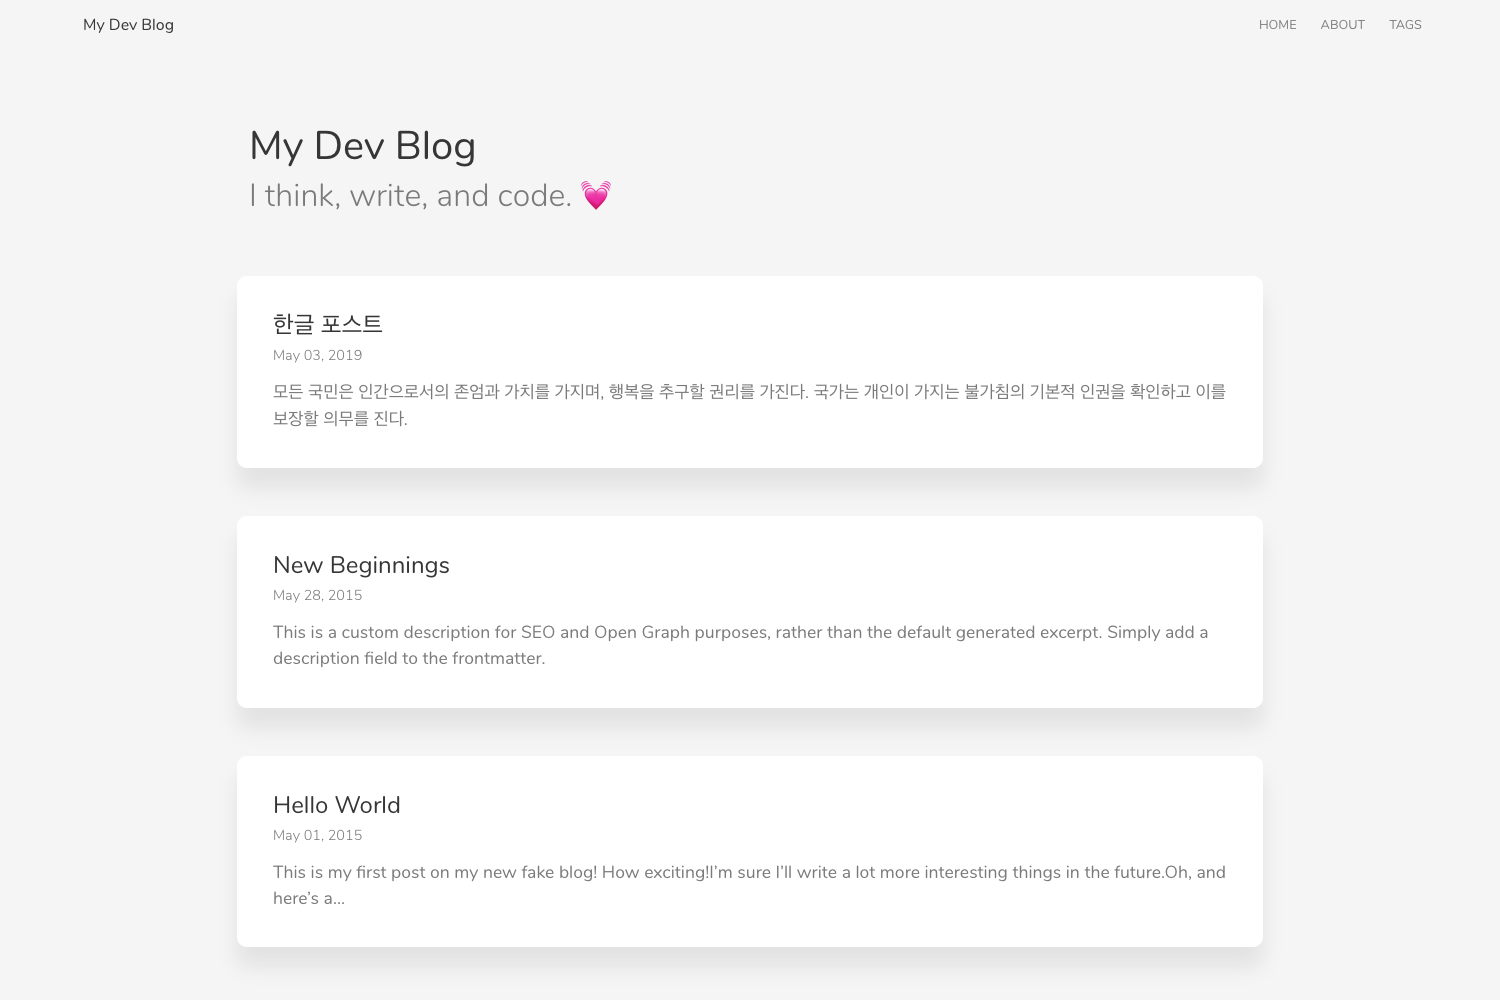 My Dev Blog
HOME ABOUT TAGS
My Dev Blog
I think, write, and code. 💓
한글 포스트
May 03, 2019
모든 국민은 인간으로서의 존엄과 가치를 가지며, 행복을 추구할 권리를 가진다. 국가는 개인이 가지는 불가침의 기본적 인권을 확인하고 이를
보장할 의무를 진다.
New Beginnings
May 28, 2015
This is a custom description for SEO and Open Graph purposes, rather than the default generated excerpt. Simply add a
description field to the frontmatter.
Hello World
May 01, 2015
This is my first post on my new fake blog! How exciting!I’m sure I’ll write a lot more interesting things in the future.Oh, and
here’s a…